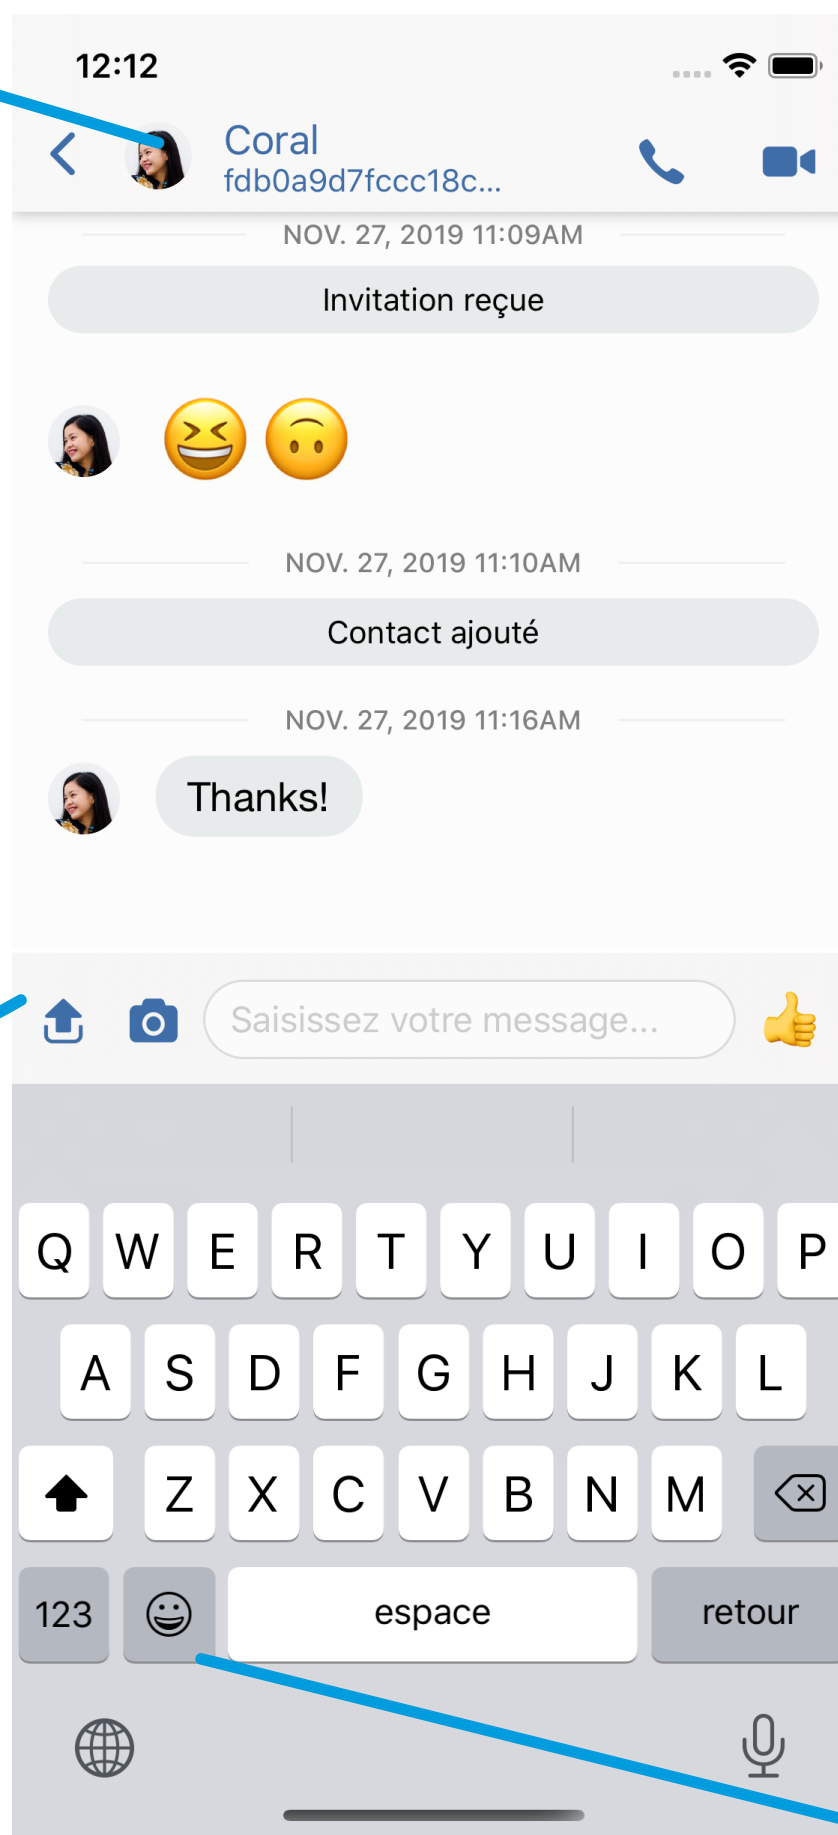 12:12
Coral
fdb0a9d7fccc18c...
NOV. 27, 2019 11:09AM
Invitation reçue
NOV. 27, 2019 11:10AM
Contact ajouté
NOV. 27, 2019 11:16AM
Thanks!
Saisissez votre message...
Q W E R T Y U I O P
A S D F G H J K L
Z X C V B N M
123 espace retour